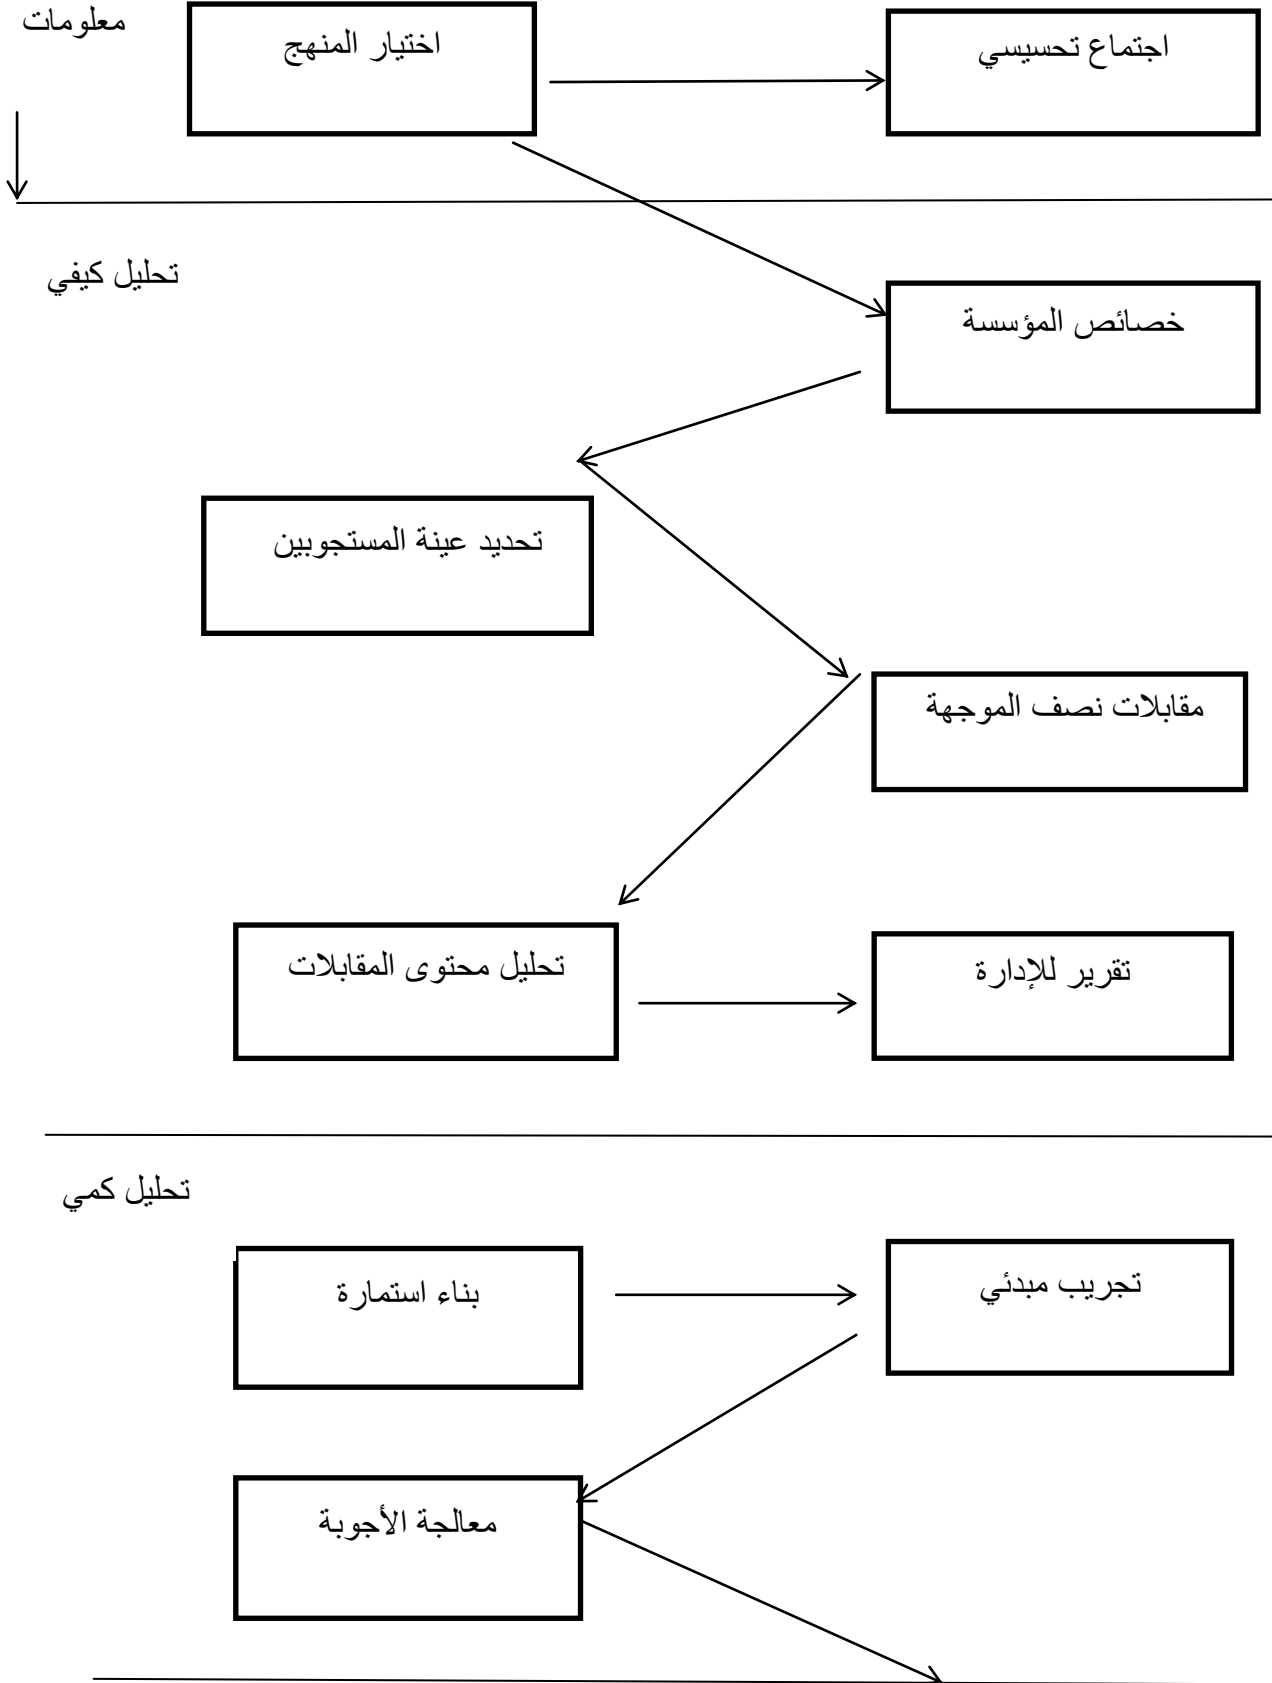 معلومات
اختيار المنهج
اجتماع تحسيسي
تحليل كيفي
خصائص المؤسسة
تحديد عينة المستجوبين
مقابلات نصف الموجهة
تحليل محتوى المقابلات
تقرير للإدارة
تحليل كمي
بناء استمارة
تجريب مبدئي
معالجة الأجوبة